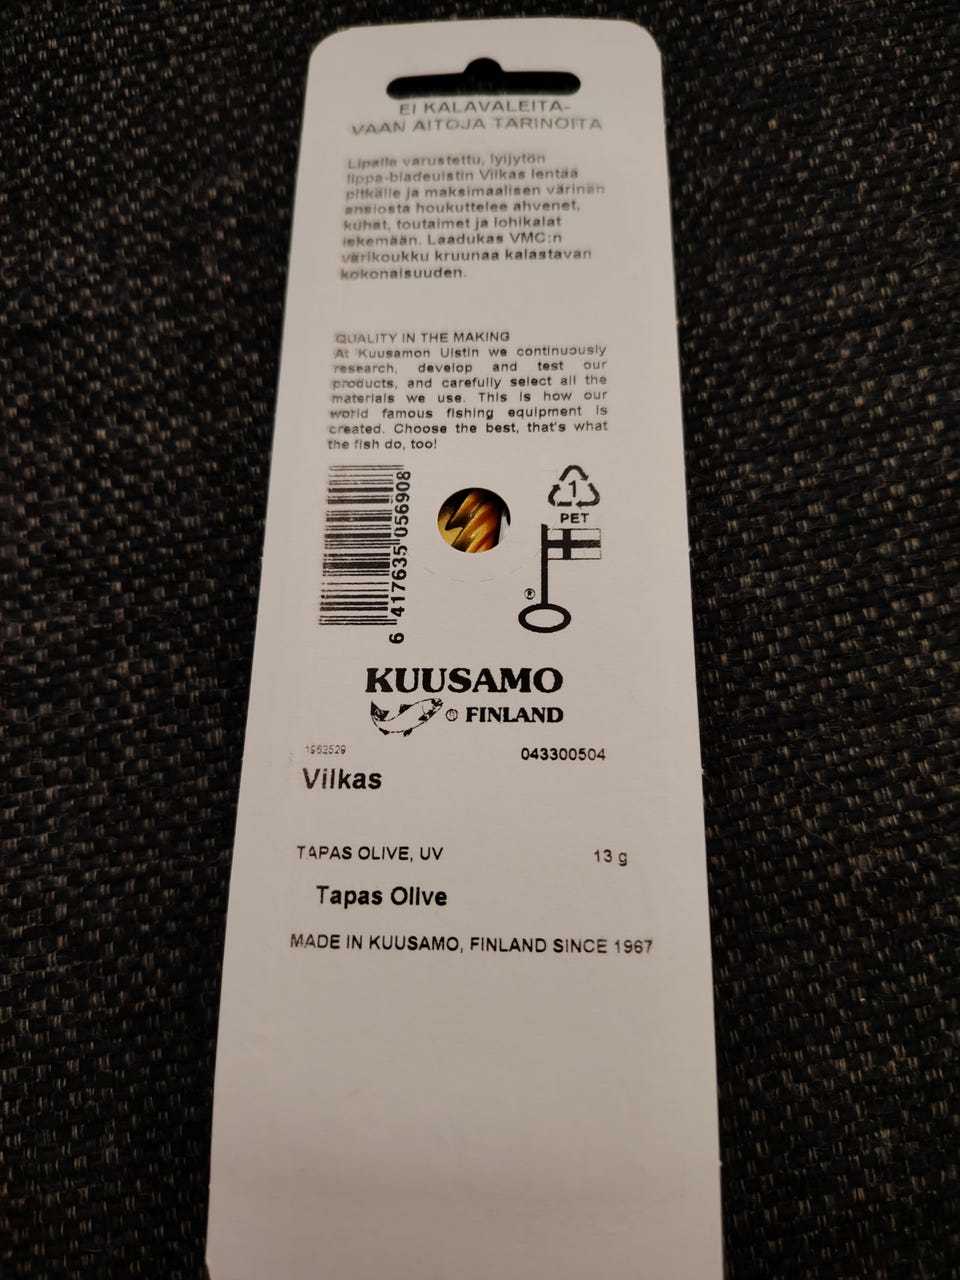 EI KALAVALEITA-
VAAN AITOJA TARINOITA
Lipalla varustettu, lyijytön
lippa-bladeuistin Vilkas lentää
pitkälle ja maksimaalisen värinän
ansiosta houkuttelee ahvenet,
kuhat, toutaimet ja lohikalat
iskemään. Laadukas VMC:n
värikoukku kruunaa kalastavan
kokonaisuuden.
QUALITY IN THE MAKING
At Kuusamon Uistin we continuously
research, develop and test our
products, and carefully select all the
materials we use. This is how our
world famous fishing equipment is
created. Choose the best, that's what
the fish do, too!
6 417635 056908
1
PET
®
KUUSAMO
® FINLAND
1953529
043300504
Vilkas
TAPAS OLIVE, UV 13 g
Tapas Olive
MADE IN KUUSAMO, FINLAND SINCE 1967